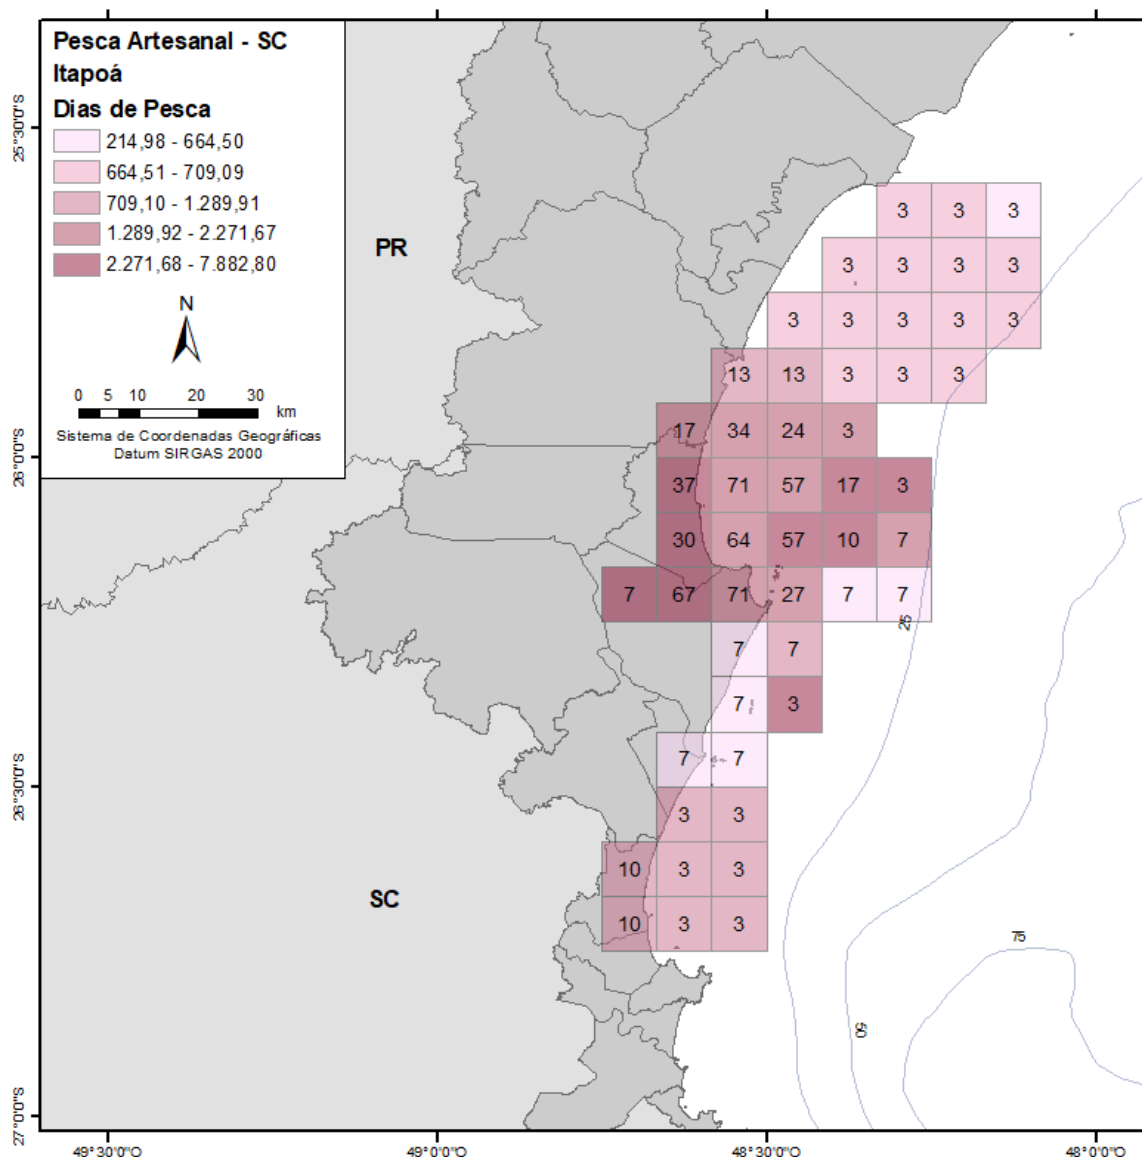 Pesca Artesanal - SC
Itapoá
Dias de Pesca
214,98 - 664,50
664,51 - 709,09
709,10 - 1.289,91
1.289,92 - 2.271,67
2.271,68 - 7.882,80
N
0 5 10 20 30
km
Sistema de Coordenadas Geográficas
Datum SIRGAS 2000
25°30'0"S
26°0'0"S
26°30'0"S
27°0'0"S
PR
SC
3 3 3
3 3 3 3
3 3 3 3 3
13 13 3 3 3
17 34 24 3
37 71 57 17 3
30 64 57 10 7
7 67 71 27 7 7
7 7
7 3
7 7
3 3
10 3 3
10 3 3
25
50
75
49°30'0"O
49°0'0"O
48°30'0"O
48°0'0"O